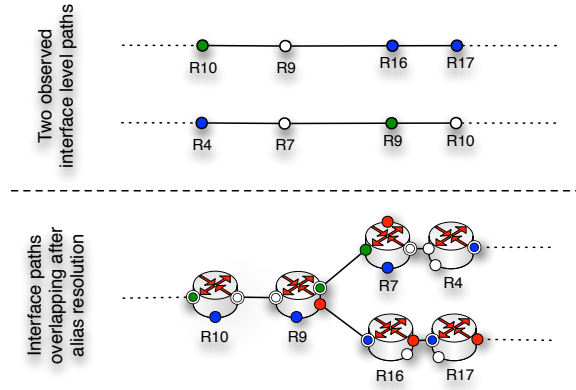 Two observed
interface level paths
R10 R9 R16 R17
R4 R7 R9 R10
Interface paths
overlapping after
alias resolution
R7 R4
R10 R9
R16 R17